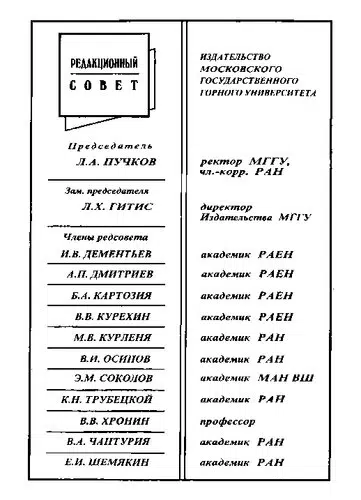 РЕДАКЦИОННЫЙ
СОВЕТ
ИЗДАТЕЛЬСТВО
МОСКОВСКОГО
ГОСУДАРСТВЕННОГО
ГОРНОГО УНИВЕРСИТЕТА
Председатель
Л.А. ПУЧКОВ
ректор МГГУ,
чл.-корр. РАН
Зам. председателя
Л.Х. ГИТИС
директор
Издательства МГГУ
Члены редсовета
И.В. ДЕМЕНТЬЕВ академик РАЕН
А.П. ДМИТРИЕВ академик РАЕН
Б.А. КАРТОЗИЯ академик РАЕН
В.В. КУРЕХИН академик РАЕН
М.В. КУРЛЕНЯ академик РАН
В.И. ОСИПОВ академик РАН
Э.М. СОКОЛОВ академик МАН ВШ
К.Н. ТРУБЕЦКОЙ академик РАН
В.В. ХРОНИН профессор
В.А. ЧАНТУРИЯ академик РАН
Е.И. ШЕМЯКИН академик РАН